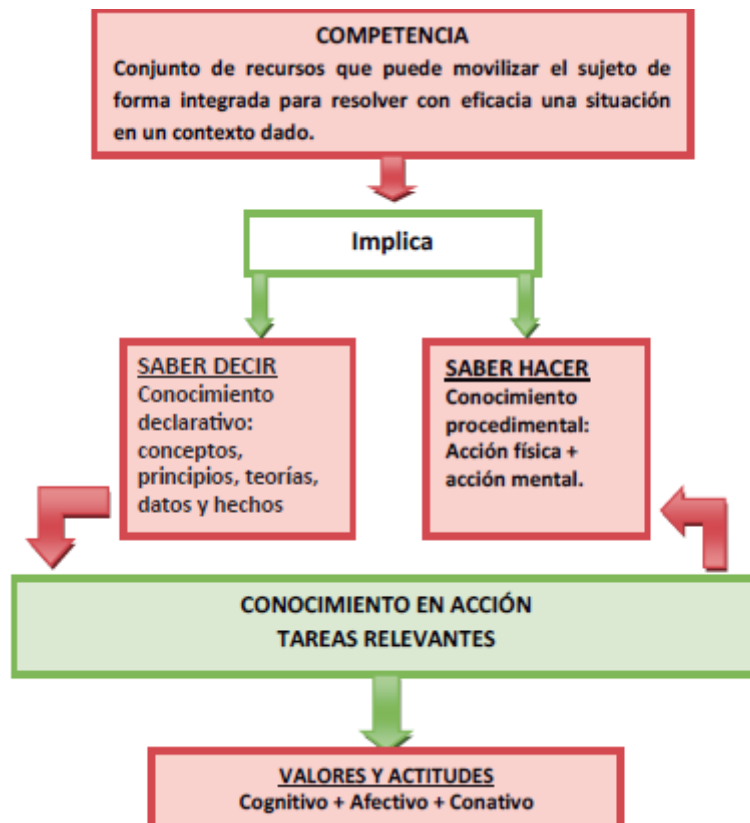 COMPETENCIA
Conjunto de recursos que puede movilizar el sujeto de
forma integrada para resolver con eficacia una situación
en un contexto dado.
Implica
SABER DECIR
Conocimiento
declarativo:
conceptos,
principios, teorías,
datos y hechos
SABER HACER
Conocimiento
procedimental:
Acción física +
acción mental.
CONOCIMIENTO EN ACCIÓN
TAREAS RELEVANTES
VALORES Y ACTITUDES
Cognitivo + Afectivo + Conativo